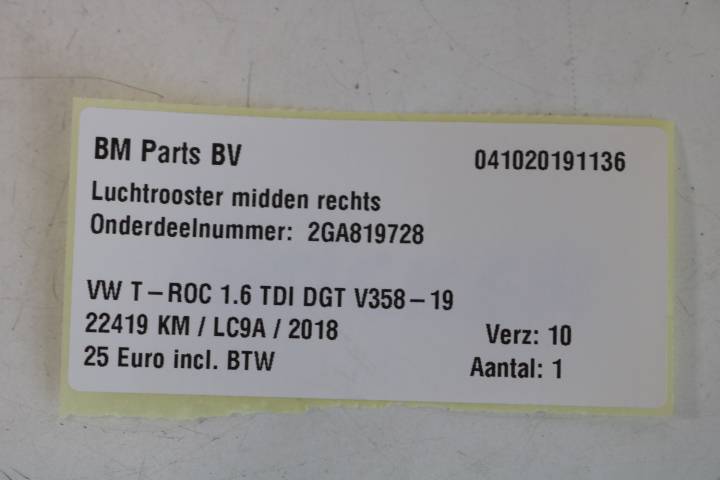 BM Parts BV 041020191136
Luchtrooster midden rechts
Onderdeelnummer: 2GA819728
VW T-ROC 1.6 TDI DGT V358-19
22419 KM / LC9A / 2018 Verz: 10
25 Euro incl. BTW Aantal: 1